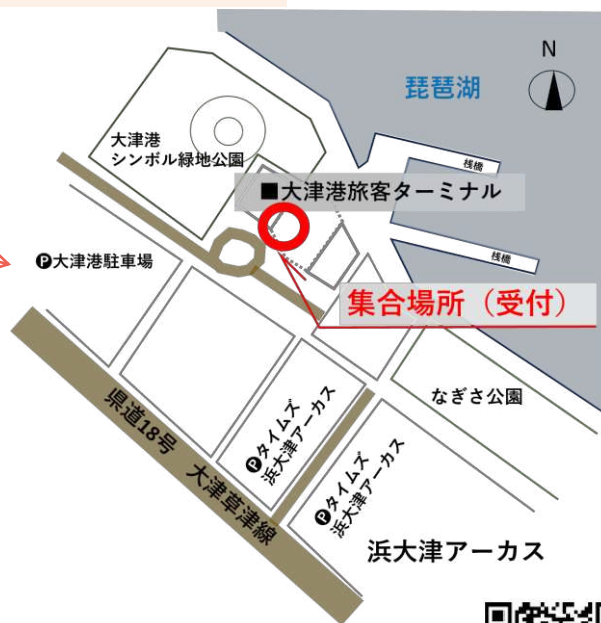 N
琵琶湖
大津港
シンボル緑地公園
桟橋
■大津港旅客ターミナル
桟橋
Ⓟ大津港駐車場
集合場所（受付）
なぎさ公園
県道18号 大津草津線
Ⓟタイムズ
浜大津アーカス
Ⓟタイムズ
浜大津アーカス
浜大津アーカス